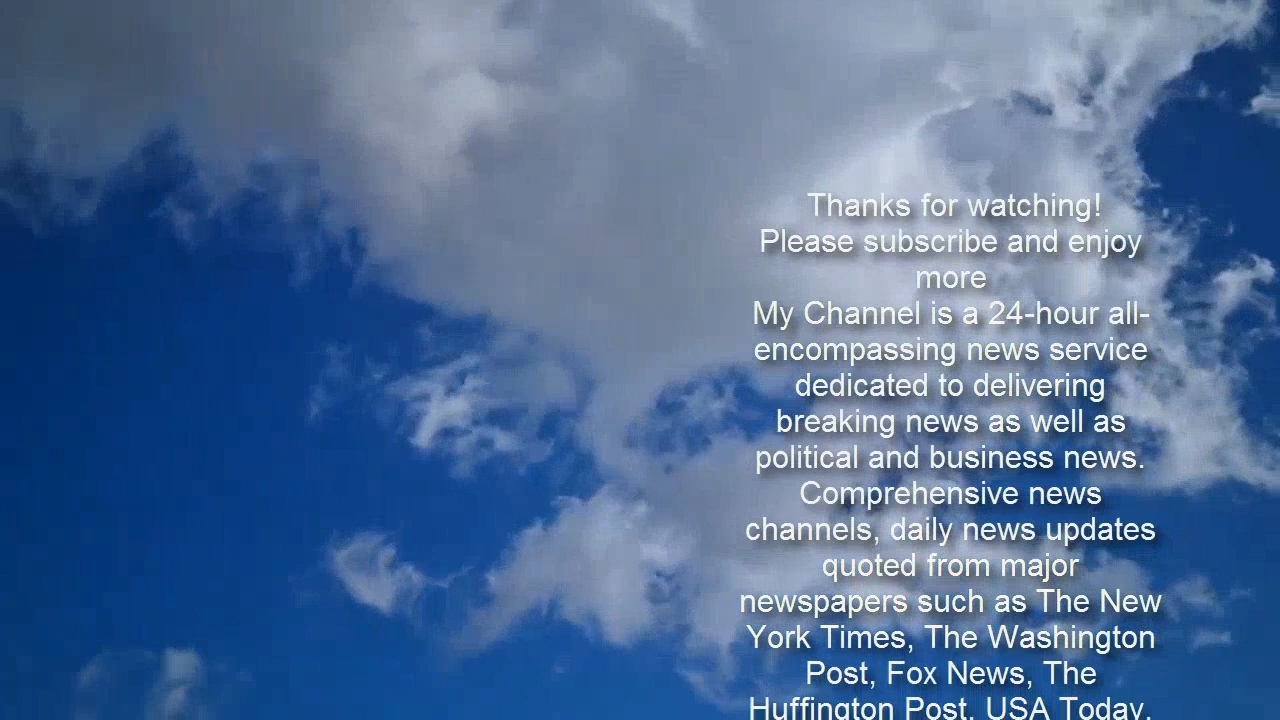 Thanks for watching!
Please subscribe and enjoy
more
My Channel is a 24-hour all-
encompassing news service
dedicated to delivering
breaking news as well as
political and business news.
Comprehensive news
channels, daily news updates
quoted from major
newspapers such as The New
York Times, The Washington
Post, Fox News, The
Huffington Post, USA Today,